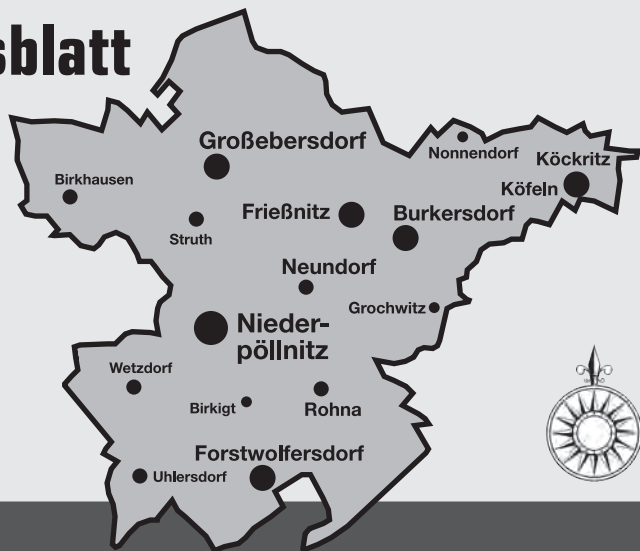 sblatt
Großebersdorf
Nonnendorf
Köckritz
Birkhausen
Köfeln
Frießnitz
Burkersdorf
Struth
Neundorf
Grochwitz
Nieder-
pöllnitz
Wetzdorf
Birkigt
Rohna
Forstwolfersdorf
Uhlersdorf